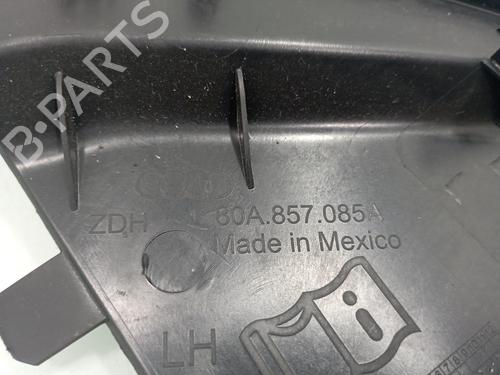 B-PARTS
ZDH 80A.857.085A
Made in Mexico
LH